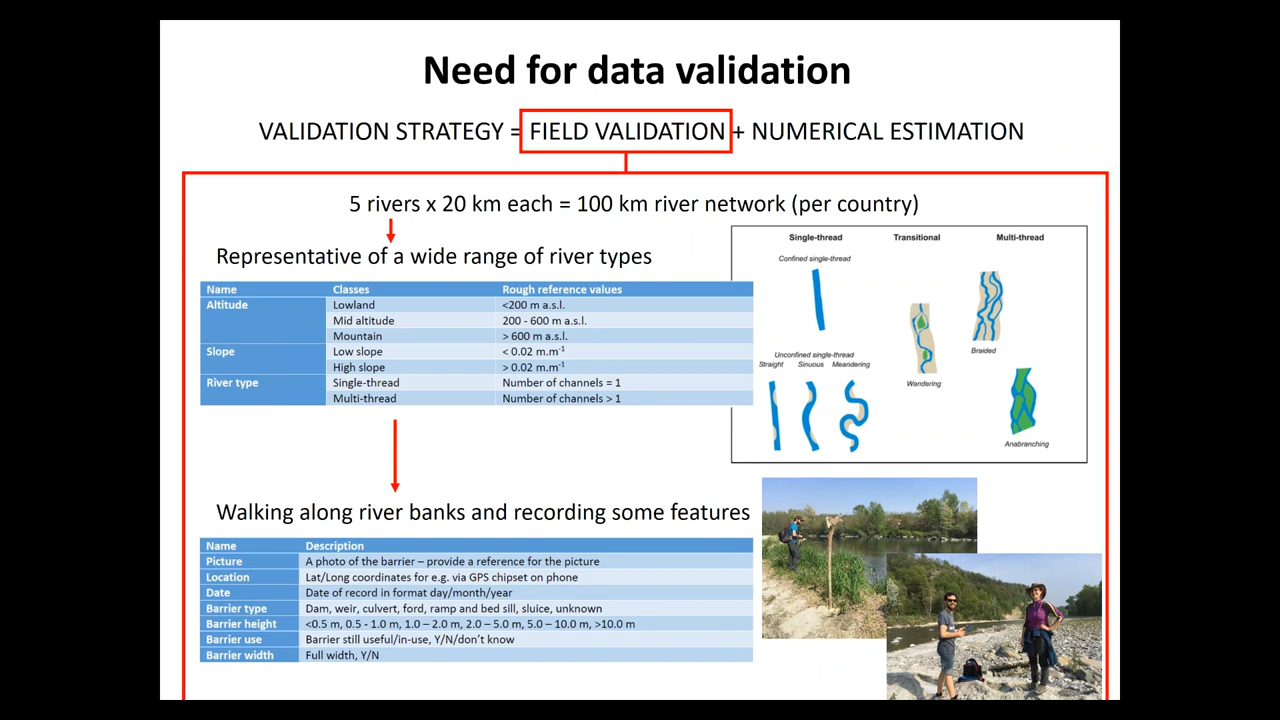 Need for data validation
VALIDATION STRATEGY = FIELD VALIDATION + NUMERICAL ESTIMATION
5 rivers x 20 km each = 100 km river network (per country)
Representative of a wide range of river types
Name Classes Rough reference values
Altitude Lowland <200 m a.s.l.
Mid altitude 200 - 600 m a.s.l.
Mountain > 600 m a.s.l.
Slope Low slope < 0.02 m.m⁻¹
High slope > 0.02 m.m⁻¹
River type Single-thread Number of channels = 1
Multi-thread Number of channels > 1
Single-thread Transitional Multi-thread
Confined single-thread
Braided
Unconfined single-thread
Straight Sinuous Meandering
Wandering
Anabranching
Walking along river banks and recording some features
Name Description
Picture A photo of the barrier – provide a reference for the picture
Location Lat/Long coordinates for e.g. via GPS chipset on phone
Date Date of record in format day/month/year
Barrier type Dam, weir, culvert, ford, ramp and bed sill, sluice, unknown
Barrier height <0.5 m, 0.5 - 1.0 m, 1.0 – 2.0 m, 2.0 – 5.0 m, 5.0 – 10.0 m, >10.0 m
Barrier use Barrier still useful/in-use, Y/N/don’t know
Barrier width Full width, Y/N